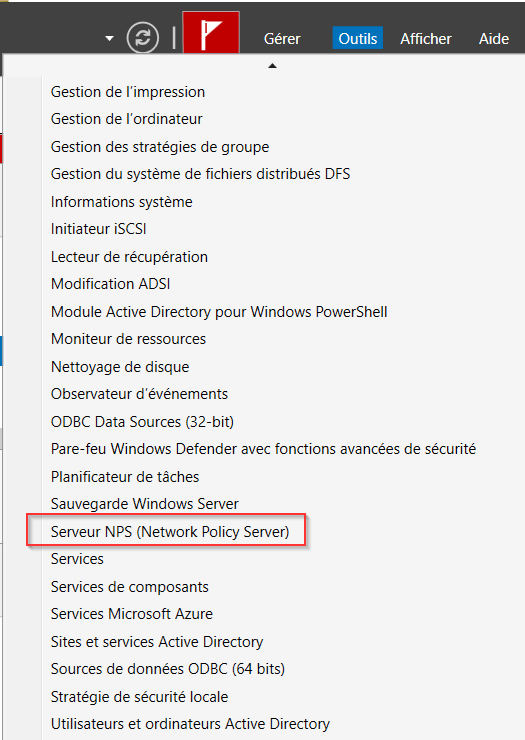 Gérer
Outils
Afficher
Aide
Gestion de l’impression
Gestion de l’ordinateur
Gestion des stratégies de groupe
Gestion du système de fichiers distribués DFS
Informations système
Initiateur iSCSI
Lecteur de récupération
Modification ADSI
Module Active Directory pour Windows PowerShell
Moniteur de ressources
Nettoyage de disque
Observateur d’événements
ODBC Data Sources (32-bit)
Pare-feu Windows Defender avec fonctions avancées de sécurité
Planificateur de tâches
Sauvegarde Windows Server
Serveur NPS (Network Policy Server)
Services
Services de composants
Services Microsoft Azure
Sites et services Active Directory
Sources de données ODBC (64 bits)
Stratégie de sécurité locale
Utilisateurs et ordinateurs Active Directory